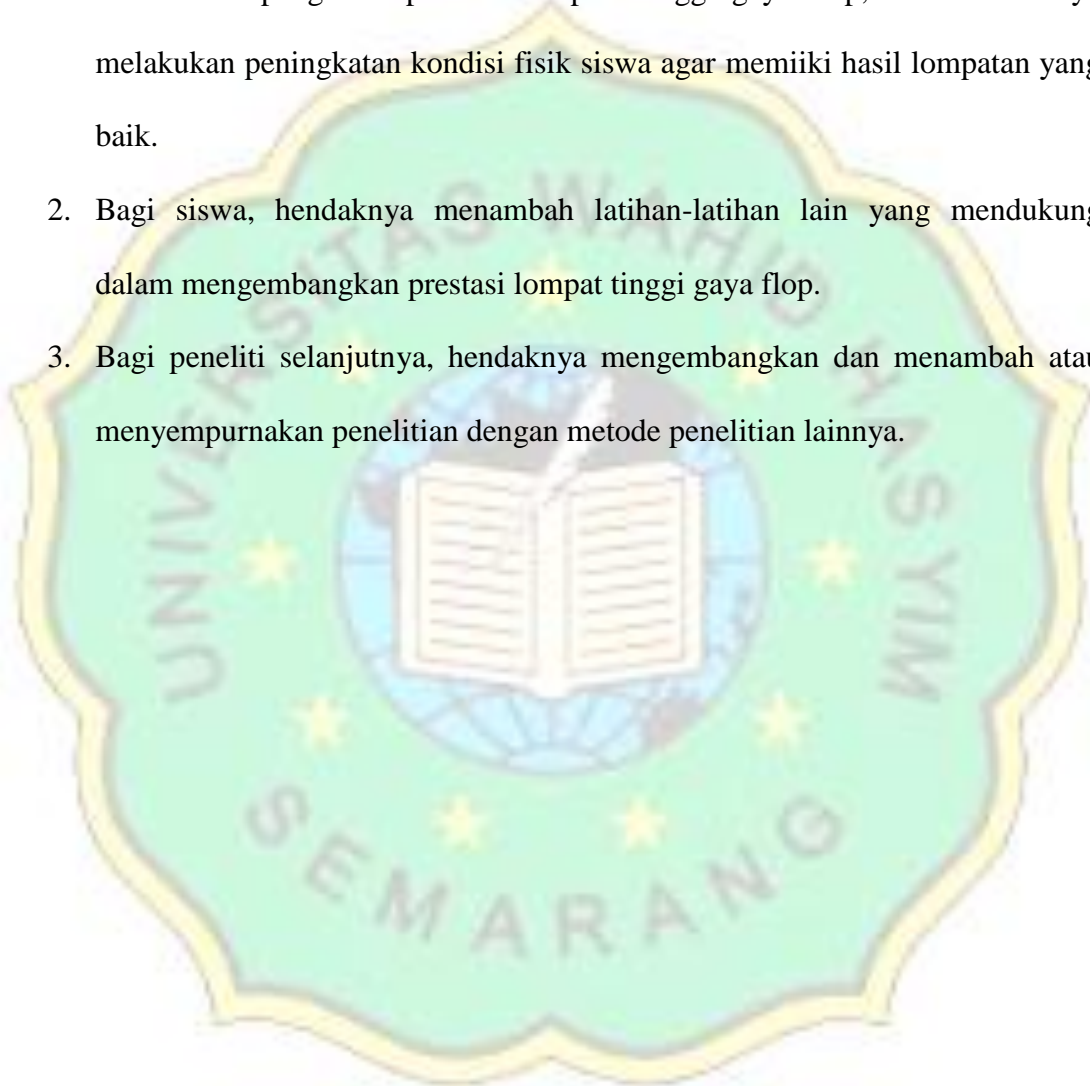 melakukan peningkatan kondisi fisik siswa agar memiiki hasil lompatan yang
baik.
2. Bagi siswa, hendaknya menambah latihan-latihan lain yang mendukung
dalam mengembangkan prestasi lompat tinggi gaya flop.
3. Bagi peneliti selanjutnya, hendaknya mengembangkan dan menambah atau
menyempurnakan penelitian dengan metode penelitian lainnya.
UNIVERSITAS WAHID HASYIM
SEMARANG